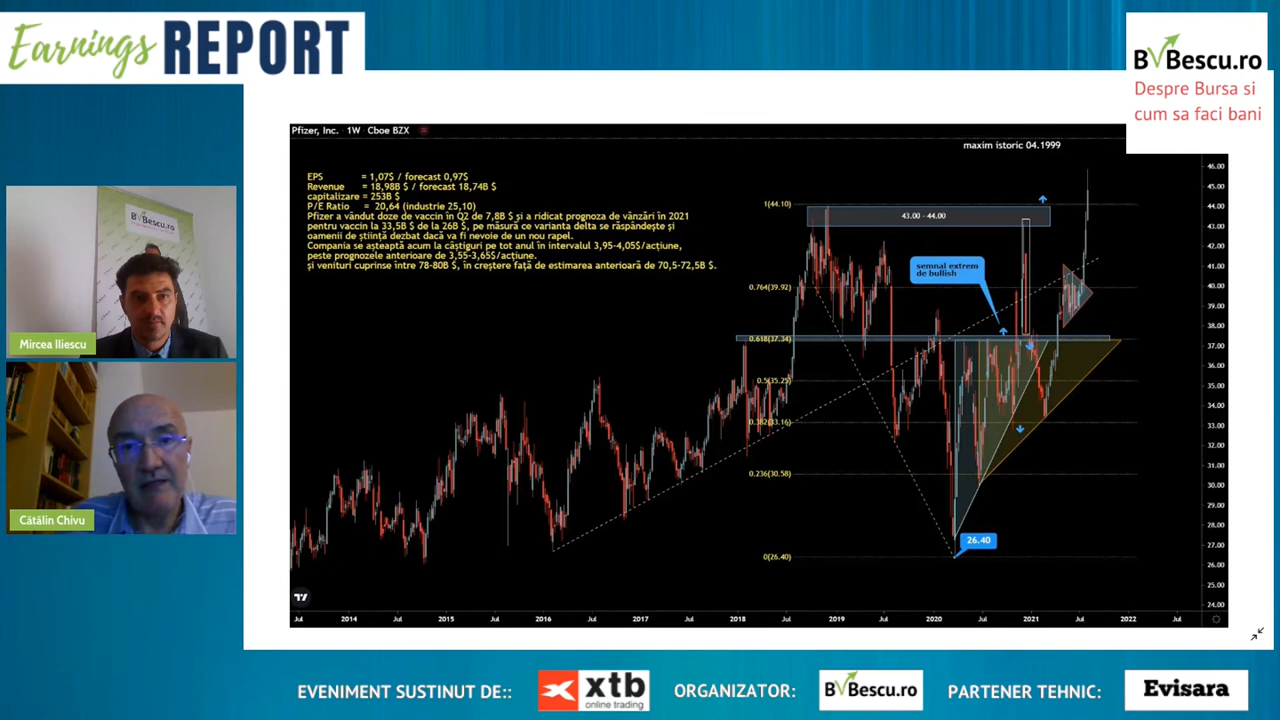 Earnings REPORT
BVBescu.ro
Despre Bursa si
cum sa faci bani
Pfizer, Inc. · 1W · Cboe BZX
maxim istoric 04.1999
EPS = 1,07$ / forecast 0,97$
Revenue = 18,98B $ / forecast 18,74B $
capitalizare = 253B $
P/E Ratio = 20,64 (industrie 25,10)
Pfizer a vândut doze de vaccin în Q2 de 7,8B $ și a ridicat prognoza de vânzări în 2021
pentru vaccin la 33,5B $ de la 26B $, pe măsură ce varianta delta se răspândește și
oamenii de știință dezbat dacă va fi nevoie de un nou rapel.
Compania se așteaptă acum la câștiguri pe tot anul în intervalul 3,95-4,05$/acțiune,
peste prognozele anterioare de 3,55-3,65$/acțiune.
și venituri cuprinse între 78-80B $, în creștere față de estimarea anterioară de 70,5-72,5B $.
1(44.10)
43.00 - 44.00
semnal extrem
de bullish
0.764(39.92)
0.618(37.34)
0.5(35.25)
0.382(33.16)
0.236(30.58)
0(26.40)
26.40
46.00
45.00
44.00
43.00
42.00
41.00
40.00
39.00
38.00
37.00
36.00
35.00
34.00
33.00
32.00
31.00
30.00
29.00
28.00
27.00
26.00
25.00
24.00
Jul 2014 Jul 2015 Jul 2016 Jul 2017 Jul 2018 Jul 2019 Jul 2020 Jul 2021 Jul 2022 Jul
BVBescu.ro
Mircea Iliescu
Cătălin Chivu
EVENIMENT SUSTINUT DE::
xtb
online trading
ORGANIZATOR:
BVBescu.ro
PARTENER TEHNIC:
Evisara